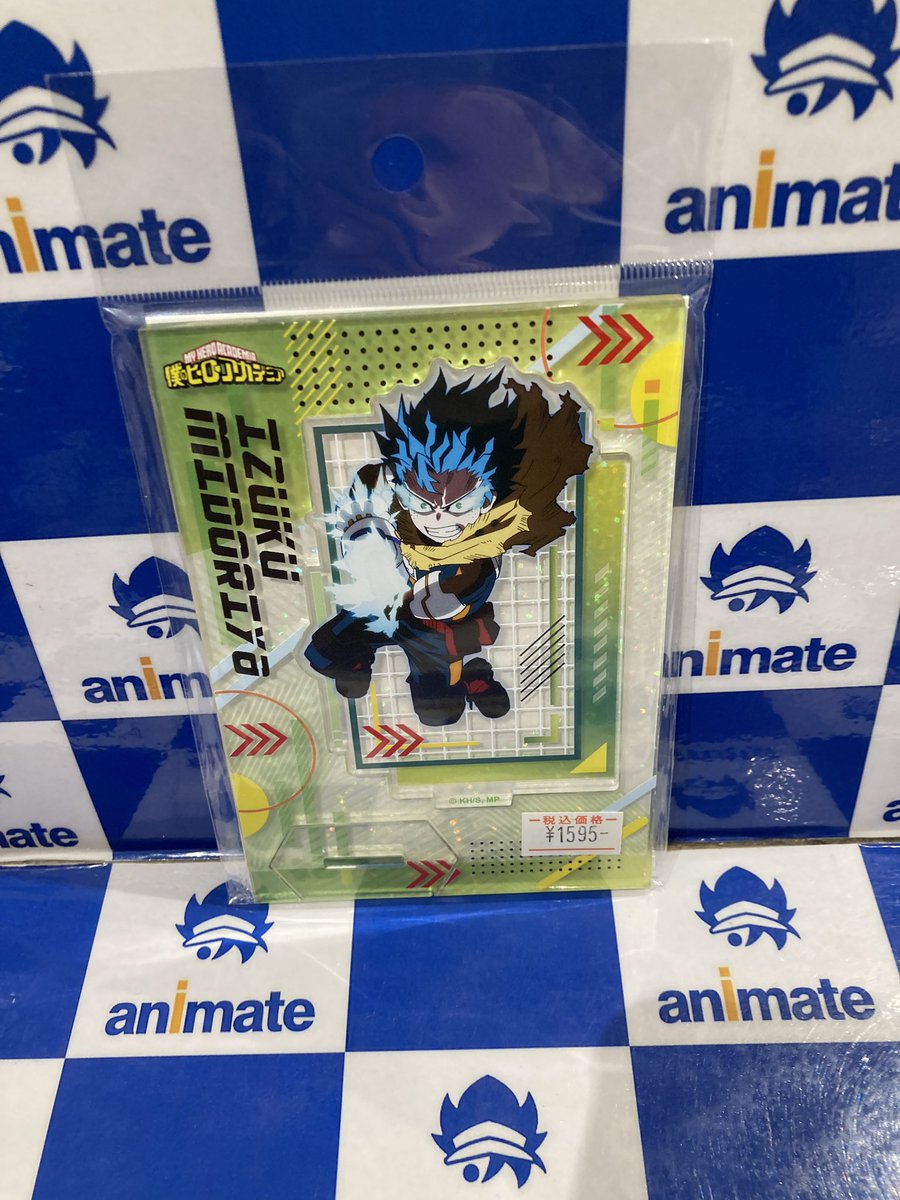 animate
animate
MY HERO ACADEMIA
僕のヒーローアカデミア
IZUKU
MIDORIYA
animate
animate
© KH/S, MP
税込価格
¥1595-
animate
animate
animate